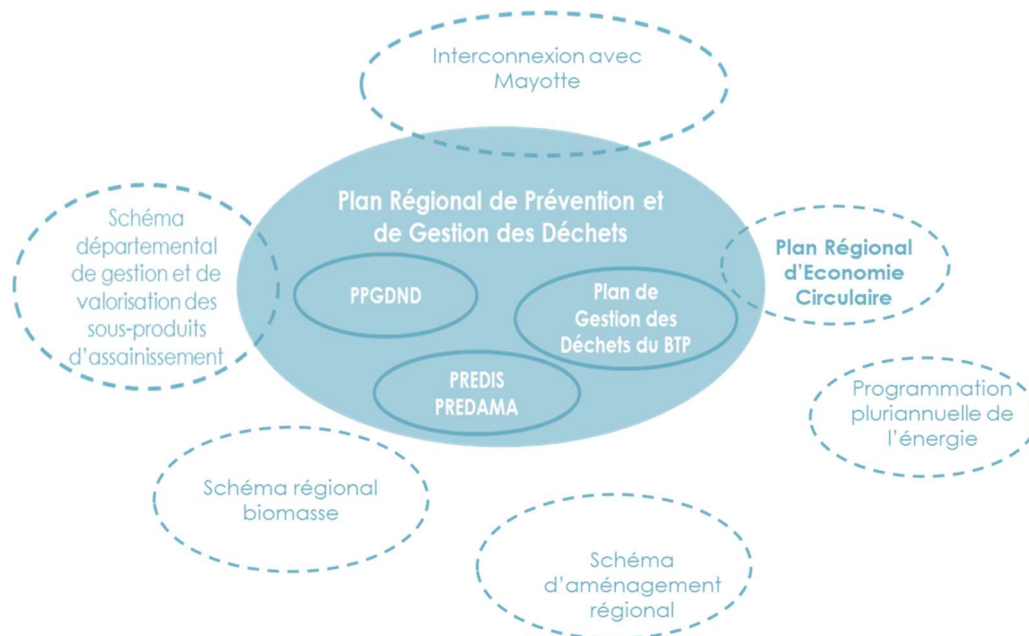 Interconnexion avec
Mayotte
Plan Régional de Prévention et
de Gestion des Déchets
Schéma
départemental
de gestion et de
valorisation des
sous-produits
d'assainissement
PPGDND
Plan de
Gestion des
Déchets du BTP
PREDIS
PREDAMA
Plan Régional
d'Economie
Circulaire
Programmation
pluriannuelle de
l'énergie
Schéma régional
biomasse
Schéma
d'aménagement
régional